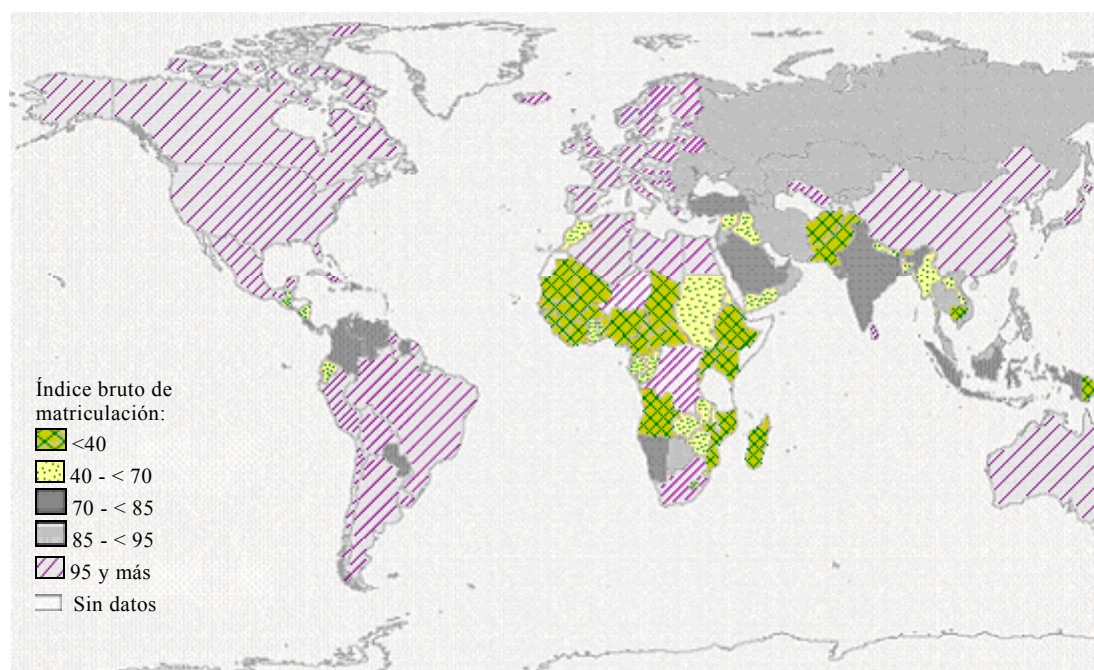 Índice bruto de
matriculación:
<40
40 - < 70
70 - < 85
85 - < 95
95 y más
Sin datos